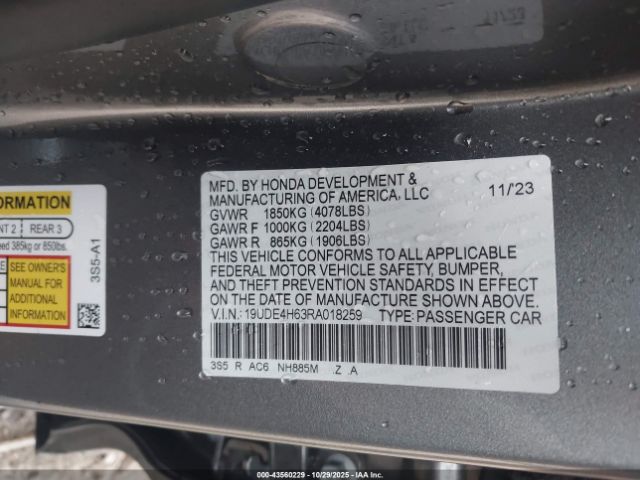 MFD. BY HONDA DEVELOPMENT &
MANUFACTURING OF AMERICA, LLC 11/'23
GVWR 1850KG (4078LBS)
GAWR F 1000KG (2204LBS)
GAWR R 865KG (1906LBS)
THIS VEHICLE CONFORMS TO ALL APPLICABLE
FEDERAL MOTOR VEHICLE SAFETY, BUMPER,
AND THEFT PREVENTION STANDARDS IN EFFECT
ON THE DATE OF MANUFACTURE SHOWN ABOVE.
V.I.N.: 19UDE4H63RA018259 TYPE: PASSENGER CAR
3S5 R AC6 NH885M .Z .A
FORMATION
2 REAR 3
385kg or 850lbs.
SEE OWNER'S
MANUAL FOR
ADDITIONAL
INFORMATION
3S5-A1
000-43560229 - 10/29/2025 - IAA, Inc.